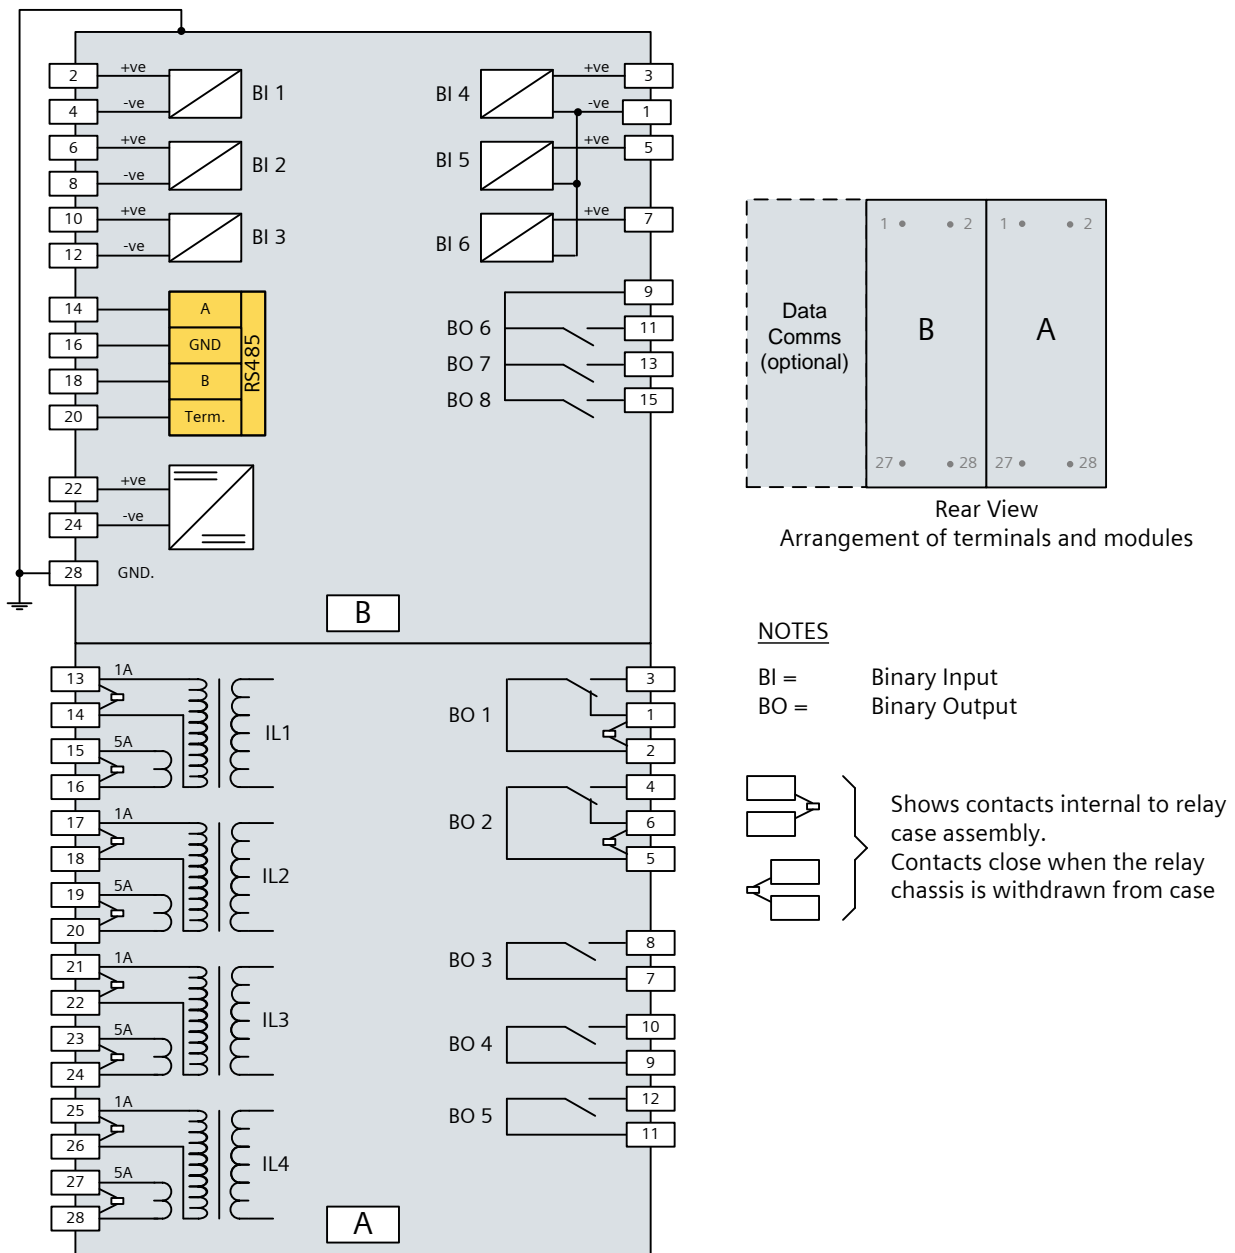 2 +ve BI 1
4 -ve
6 +ve BI 2
8 -ve
10 +ve BI 3
12 -ve
14 A
16 GND
18 B
20 Term.
RS485
22 +ve
24 -ve
28 GND.
BI 4 +ve 3
-ve 1
BI 5 +ve 5
BI 6 +ve 7
9
BO 6 11
BO 7 13
BO 8 15
B
13 1A
14
15 5A
16
IL1
17 1A
18
19 5A
20
IL2
21 1A
22
23 5A
24
IL3
25 1A
26
27 5A
28
IL4
BO 1 3
1
2
BO 2 4
6
5
BO 3 8
7
BO 4 10
9
BO 5 12
11
A
Data
Comms
(optional)
1 2
B
27 28
1 2
A
27 28
Rear View
Arrangement of terminals and modules
NOTES
BI = Binary Input
BO = Binary Output
Shows contacts internal to relay
case assembly.
Contacts close when the relay
chassis is withdrawn from case